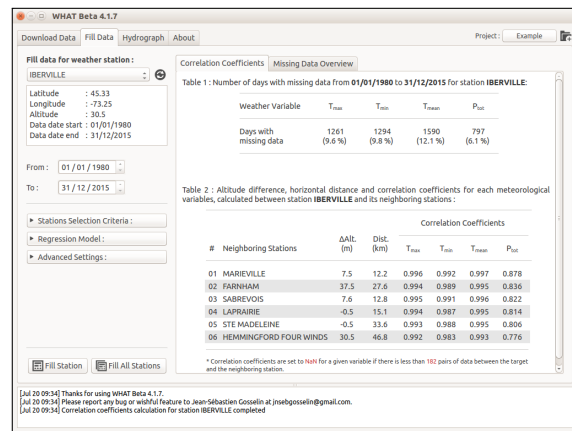 WHAT Beta 4.1.7
Download Data Fill Data Hydrograph About
Project : Example
Fill data for weather station :
IBERVILLE
Latitude : 45.33
Longitude : -73.25
Altitude : 30.5
Data date start : 01/01/1980
Data date end : 31/12/2015
From : 01 / 01 / 1980
To : 31 / 12 / 2015
Stations Selection Criteria :
Regression Model :
Advanced Settings :
Fill Station Fill All Stations
Correlation Coefficients Missing Data Overview
Table 1 : Number of days with missing data from 01/01/1980 to 31/12/2015 for station IBERVILLE:
Weather Variable Tmax Tmin Tmean Ptot
Days with 1261 1294 1590 797
missing data (9.6 %) (9.8 %) (12.1 %) (6.1 %)
Table 2 : Altitude difference, horizontal distance and correlation coefficients for each meteorological
variables, calculated between station IBERVILLE and its neighboring stations :
Correlation Coefficients
# Neighboring Stations ΔAlt. (m) Dist. (km) Tmax Tmin Tmean Ptot
01 MARIEVILLE 7.5 12.2 0.996 0.992 0.997 0.878
02 FARNHAM 37.5 27.6 0.994 0.989 0.995 0.836
03 SABREVOIS 7.6 12.8 0.995 0.991 0.996 0.822
04 LAPRAIRIE -0.5 15.1 0.994 0.987 0.995 0.814
05 STE MADELEINE -0.5 33.6 0.993 0.988 0.995 0.806
06 HEMMINGFORD FOUR WINDS 30.5 46.8 0.992 0.983 0.993 0.776
* Correlation coefficients are set to NaN for a given variable if there is less than 182 pairs of data between the target
and the neighboring station.
[Jul 20 09:34] Thanks for using WHAT Beta 4.1.7.
[Jul 20 09:34] Please report any bug or wishful feature to Jean-Sébastien Gosselin at jnsebgosselin@gmail.com.
[Jul 20 09:34] Correlation coefficients calculation for station IBERVILLE completed